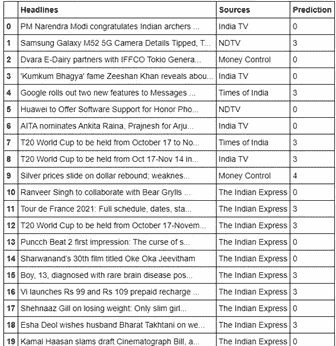 Headlines Sources Prediction
0 PM Narendra Modi congratulates Indian archers ... India TV 0
1 Samsung Galaxy M52 5G Camera Details Tipped, T... NDTV 3
2 Dvara E-Dairy partners with IFFCO Tokio Genera... Money Control 0
3 'Kumkum Bhagya' fame Zeeshan Khan reveals abou... India TV 0
4 Google rolls out two new features to Messages ... Times of India 3
5 Huawei to Offer Software Support for Honor Pho... NDTV 0
6 AITA nominates Ankita Raina, Prajnesh for Arju... India TV 0
7 T20 World Cup to be held from October 17 to No... Times of India 3
8 T20 World Cup to be held from Oct 17-Nov 14 in... India TV 3
9 Silver prices slide on dollar rebound; weaknes... Money Control 4
10 Ranveer Singh to collaborate with Bear Grylls ... The Indian Express 0
11 Tour de France 2021: Full schedule, dates, sta... The Indian Express 3
12 T20 World Cup to be held from October 17-Novem... The Indian Express 3
13 Puncch Beat 2 first impression: The curse of s... The Indian Express 0
14 Sharwanand's 30th film titled Oke Oka Jeevitham The Indian Express 0
15 Boy, 13, diagnosed with rare brain disease pos... The Indian Express 3
16 Vi launches Rs 99 and Rs 109 prepaid recharge ... The Indian Express 3
17 Shehnaaz Gill on losing weight: Only slim girl... The Indian Express 0
18 Esha Deol wishes husband Bharat Takhtani on we... The Indian Express 3
19 Kamal Haasan slams draft Cinematograph Bill, a... The Indian Express 0